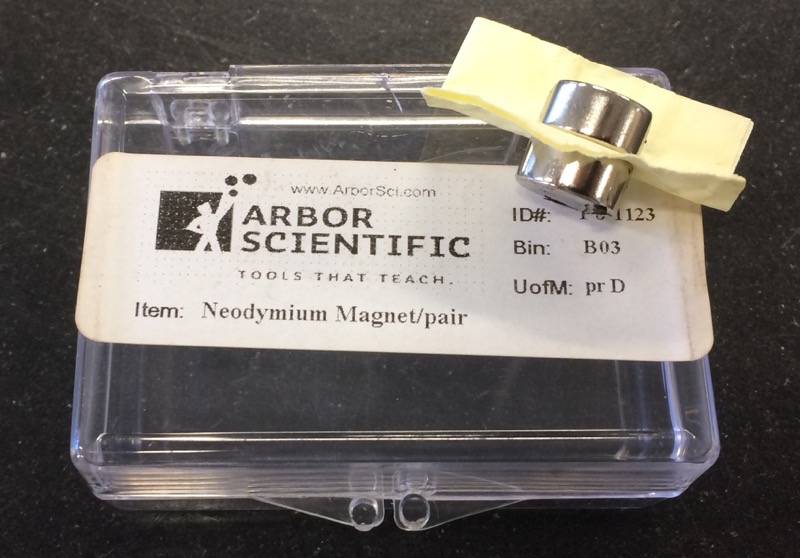 www.ArborSci.com
ARBOR
SCIENTIFIC
TOOLS THAT TEACH.
Item: Neodymium Magnet/pair
ID#:
Bin: B03
UofM: pr D